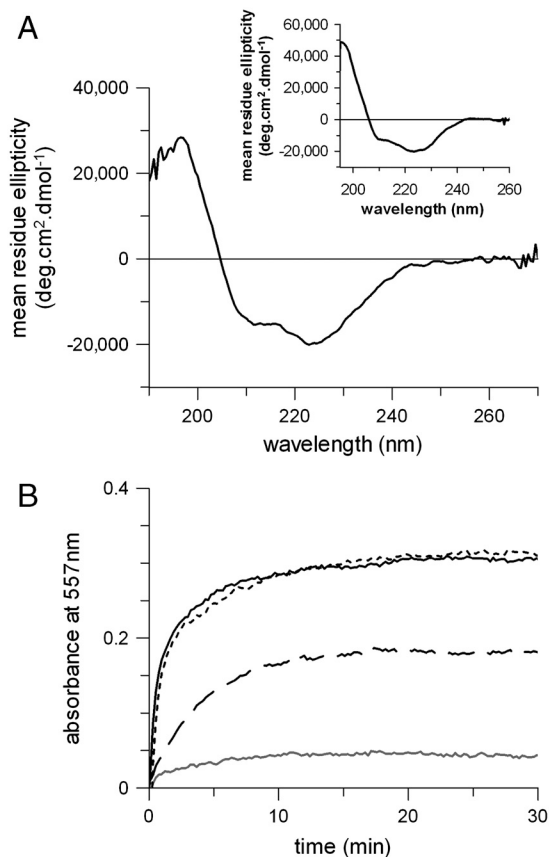 A
mean residue ellipticity
(deg.cm².dmol⁻¹)
60,000
40,000
20,000
0
-20,000
195
220
240
260
wavelength (nm)
mean residue ellipticity
(deg.cm².dmol⁻¹)
40,000
20,000
0
-20,000
200
220
240
260
wavelength (nm)
B
absorbance at 557nm
0.4
0.2
0
0
10
20
30
time (min)